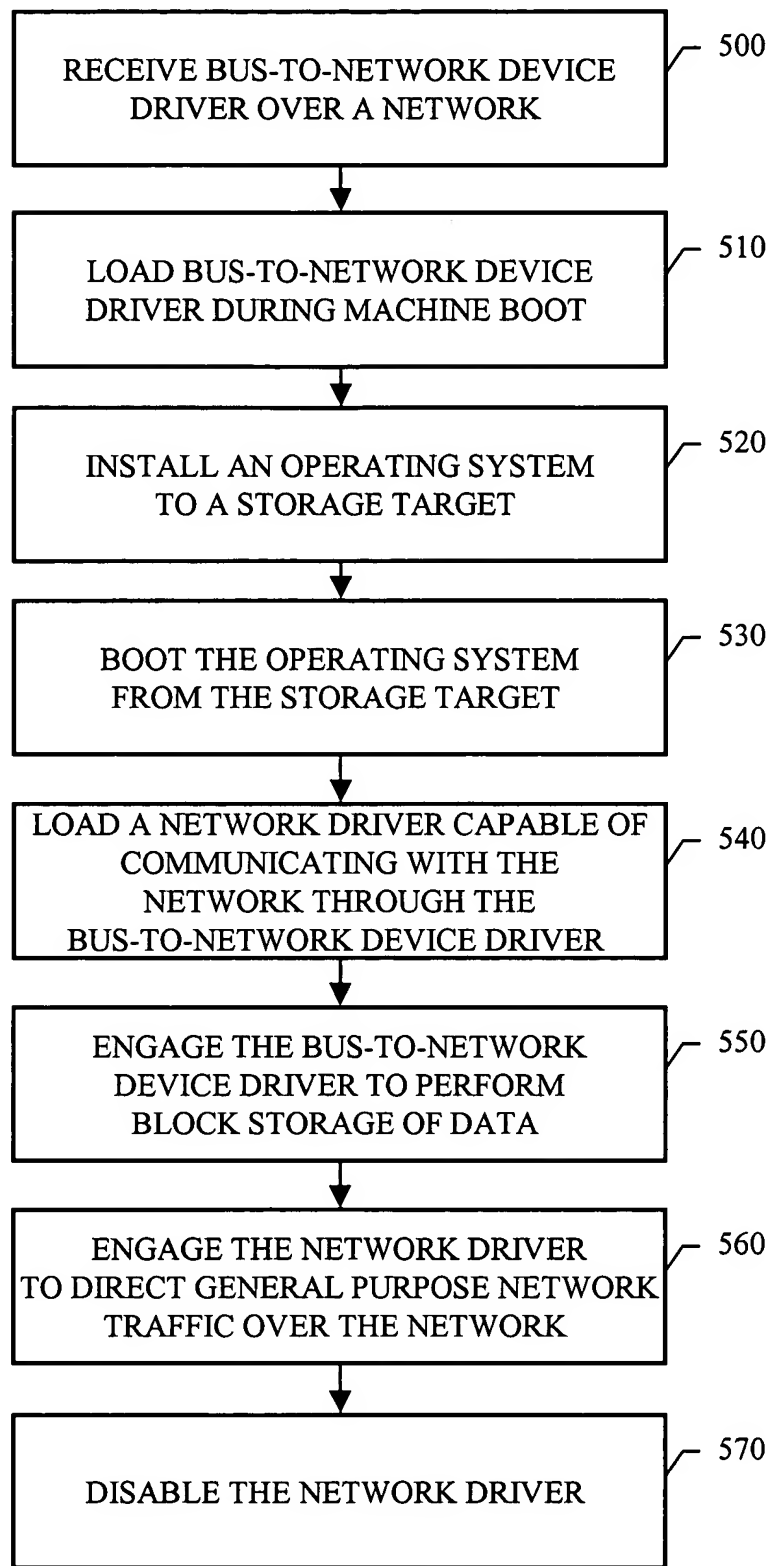 RECEIVE BUS-TO-NETWORK DEVICE
DRIVER OVER A NETWORK
500
LOAD BUS-TO-NETWORK DEVICE
DRIVER DURING MACHINE BOOT
510
INSTALL AN OPERATING SYSTEM
TO A STORAGE TARGET
520
BOOT THE OPERATING SYSTEM
FROM THE STORAGE TARGET
530
LOAD A NETWORK DRIVER CAPABLE OF
COMMUNICATING WITH THE
NETWORK THROUGH THE
BUS-TO-NETWORK DEVICE DRIVER
540
ENGAGE THE BUS-TO-NETWORK
DEVICE DRIVER TO PERFORM
BLOCK STORAGE OF DATA
550
ENGAGE THE NETWORK DRIVER
TO DIRECT GENERAL PURPOSE NETWORK
TRAFFIC OVER THE NETWORK
560
DISABLE THE NETWORK DRIVER
570